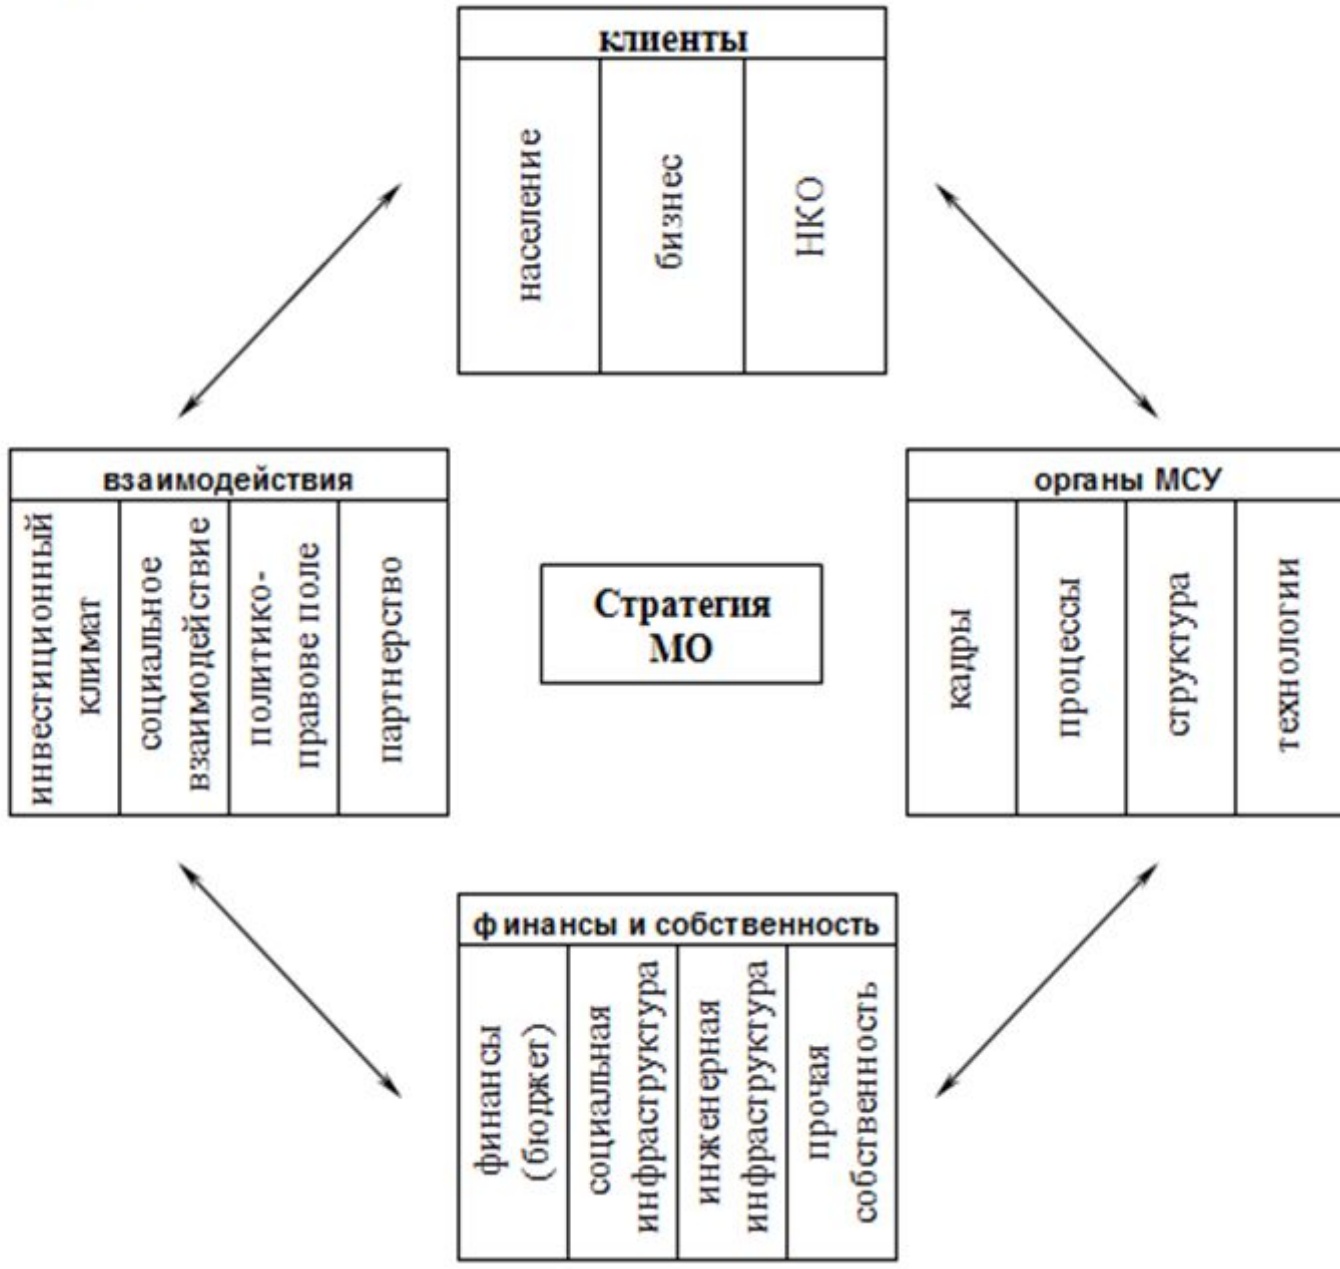 клиенты
население
бизнес
НКО
взаимодействия
инвестиционный
климат
социальное
взаимодействие
политико-
правове поле
партнерство
Стратегия
МО
органы МСУ
кадры
процессы
структура
технологии
финансы и собственность
финансы
(бюджет)
социальная
инфраструктура
инженерная
инфраструктура
прочая
собственность